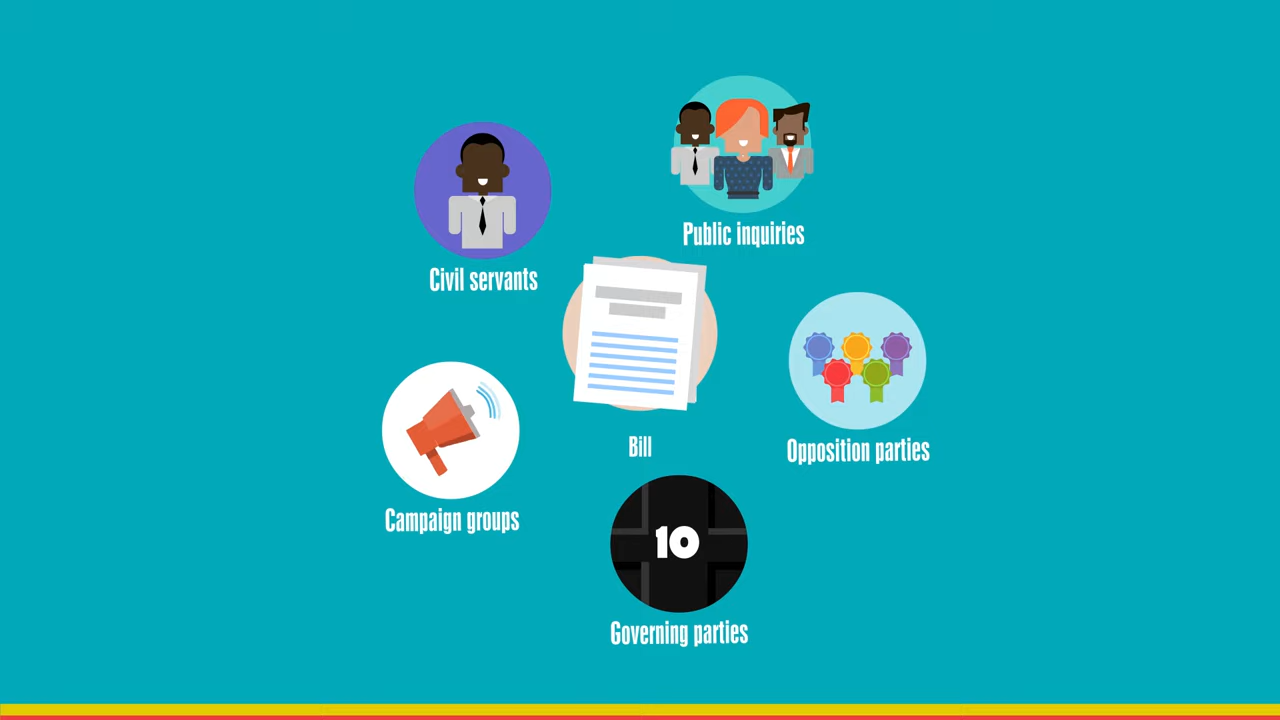 Public inquiries
Civil servants
Bill
Opposition parties
Campaign groups
10
Governing parties